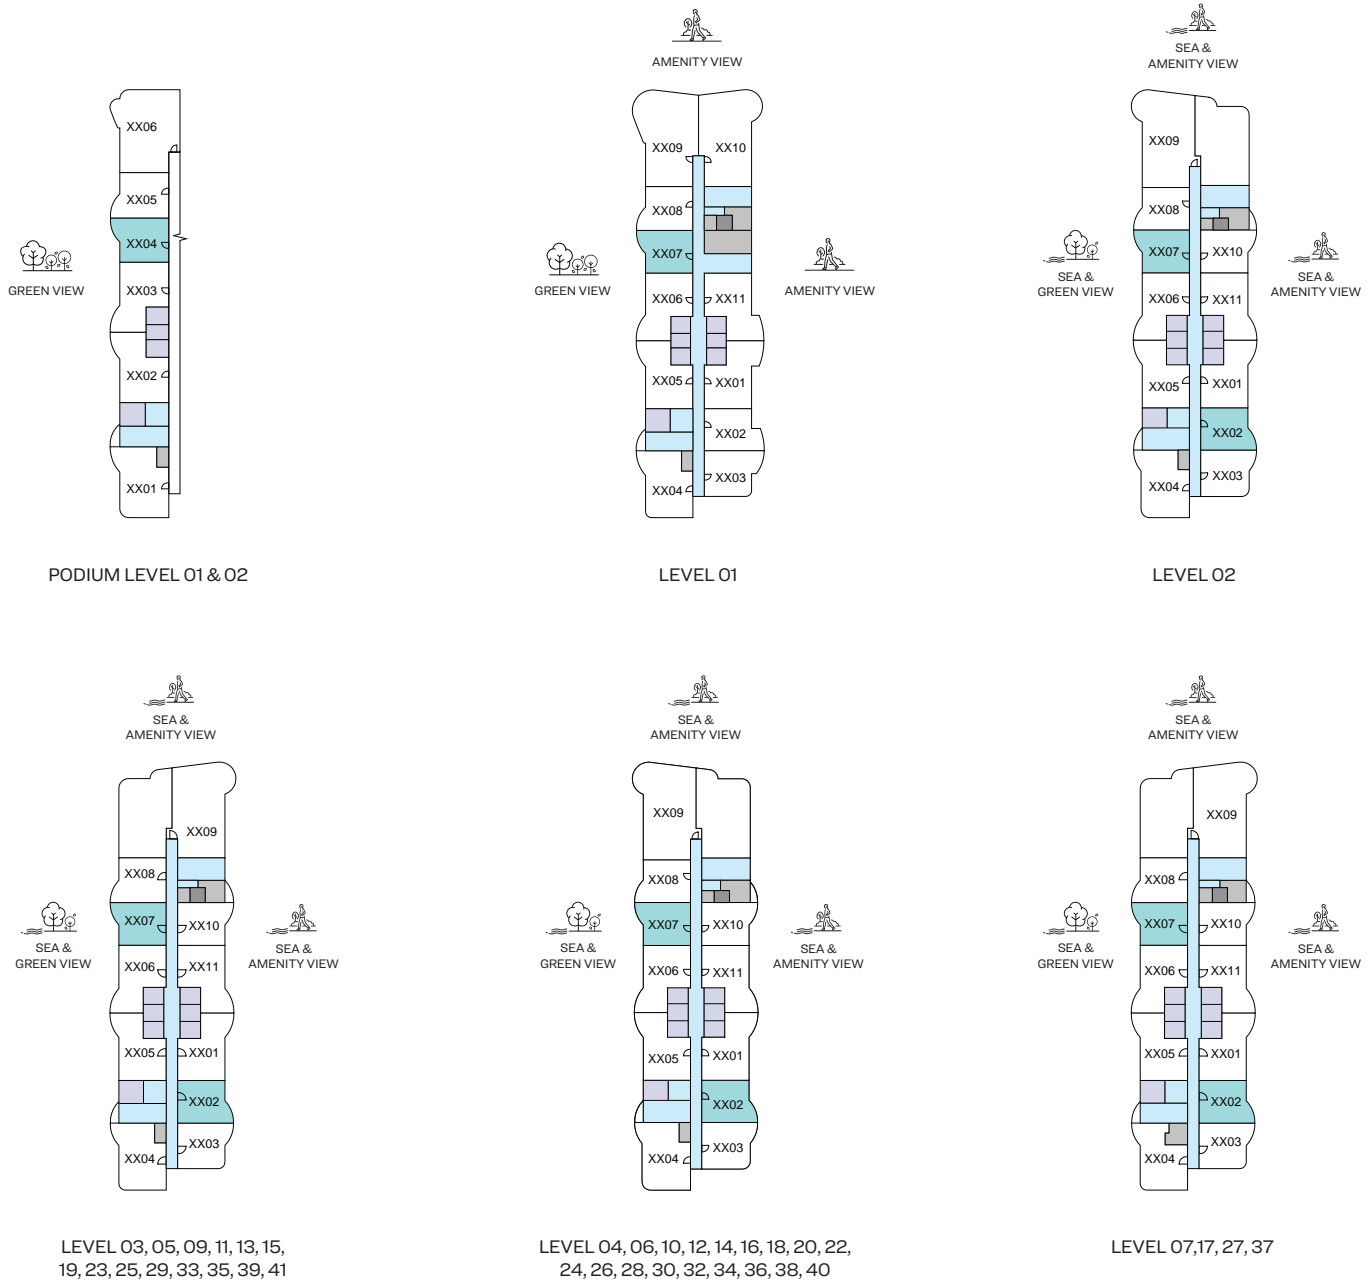 AMENITY VIEW
SEA &
AMENITY VIEW
XX06
XX05
XX04
XX03
XX02
XX01
GREEN VIEW
PODIUM LEVEL 01 & 02
XX09
XX10
XX08
XX07
XX06
XX11
XX05
XX01
XX02
XX04
XX03
GREEN VIEW
AMENITY VIEW
LEVEL 01
XX09
XX08
XX07
XX10
XX06
XX11
XX05
XX01
XX02
XX04
XX03
SEA &
GREEN VIEW
SEA &
AMENITY VIEW
LEVEL 02
SEA &
AMENITY VIEW
XX09
XX08
XX07
XX10
XX06
XX11
XX05
XX01
XX02
XX03
XX04
SEA &
GREEN VIEW
SEA &
AMENITY VIEW
LEVEL 03, 05, 09, 11, 13, 15,
19, 23, 25, 29, 33, 35, 39, 41
SEA &
AMENITY VIEW
XX09
XX08
XX07
XX10
XX06
XX11
XX05
XX01
XX02
XX03
XX04
SEA &
GREEN VIEW
SEA &
AMENITY VIEW
LEVEL 04, 06, 10, 12, 14, 16, 18, 20, 22,
24, 26, 28, 30, 32, 34, 36, 38, 40
SEA &
AMENITY VIEW
XX09
XX08
XX07
XX10
XX06
XX11
XX05
XX01
XX02
XX03
XX04
SEA &
GREEN VIEW
SEA &
AMENITY VIEW
LEVEL 07,17, 27, 37